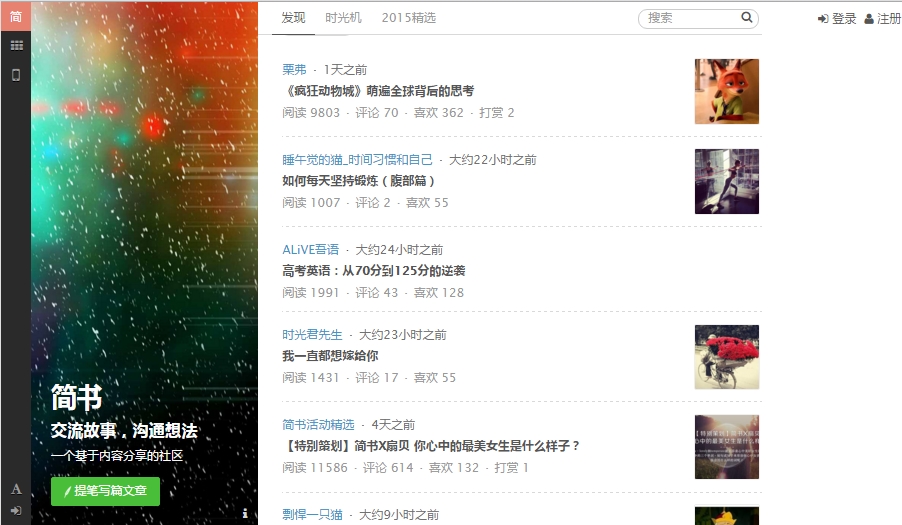 简
发现 时光机 2015精选 搜索 登录 注册
栗弗 · 1天之前
《疯狂动物城》萌遍全球背后的思考
阅读 9803 · 评论 70 · 喜欢 362 · 打赏 2
睡午觉的猫_时间习惯和自己 · 大约22小时之前
如何每天坚持锻炼（腹部篇）
阅读 1007 · 评论 2 · 喜欢 55
ALiVE吾语 · 大约24小时之前
高考英语：从70分到125分的逆袭
阅读 1991 · 评论 43 · 喜欢 128
时光君先生 · 大约23小时之前
我一直都想嫁给你
阅读 1431 · 评论 17 · 喜欢 55
简书活动精选 · 4天之前
【特别策划】简书X扇贝 你心中的最美女生是什么样子？
阅读 11586 · 评论 614 · 喜欢 132 · 打赏 1
剽悍一只猫 · 大约9小时之前
简书
交流故事，沟通想法
一个基于内容分享的社区
提笔写篇文章
A